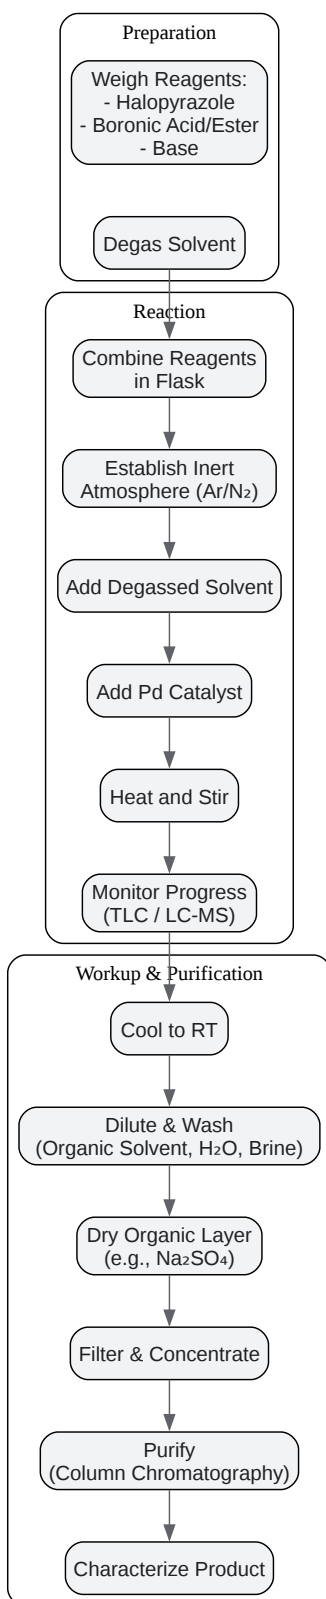 Preparation
Weigh Reagents:
- Halopyrazole
- Boronic Acid/Ester
- Base
Degas Solvent
Reaction
Combine Reagents
in Flask
Establish Inert
Atmosphere (Ar/N₂)
Add Degassed Solvent
Add Pd Catalyst
Heat and Stir
Monitor Progress
(TLC / LC-MS)
Workup & Purification
Cool to RT
Dilute & Wash
(Organic Solvent, H₂O, Brine)
Dry Organic Layer
(e.g., Na₂SO₄)
Filter & Concentrate
Purify
(Column Chromatography)
Characterize Product